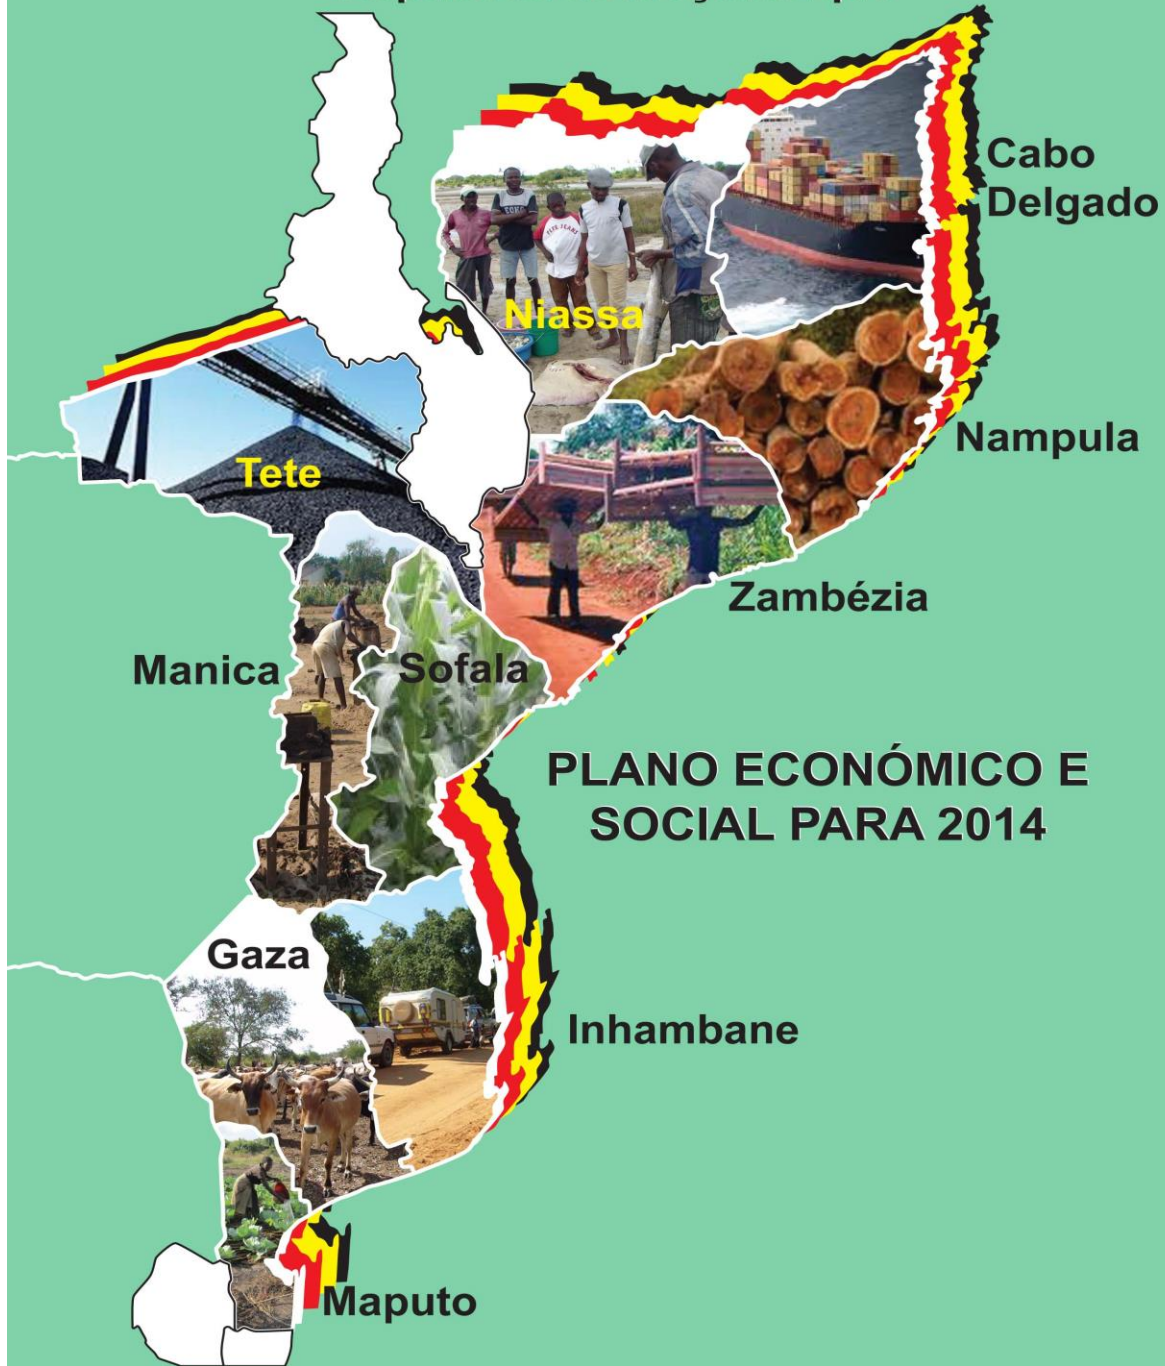 Cabo
Delgado
Niassa
Nampula
Tete
Zambézia
Manica
Sofala
PLANO ECONÓMICO E
SOCIAL PARA 2014
Gaza
Inhambane
Maputo